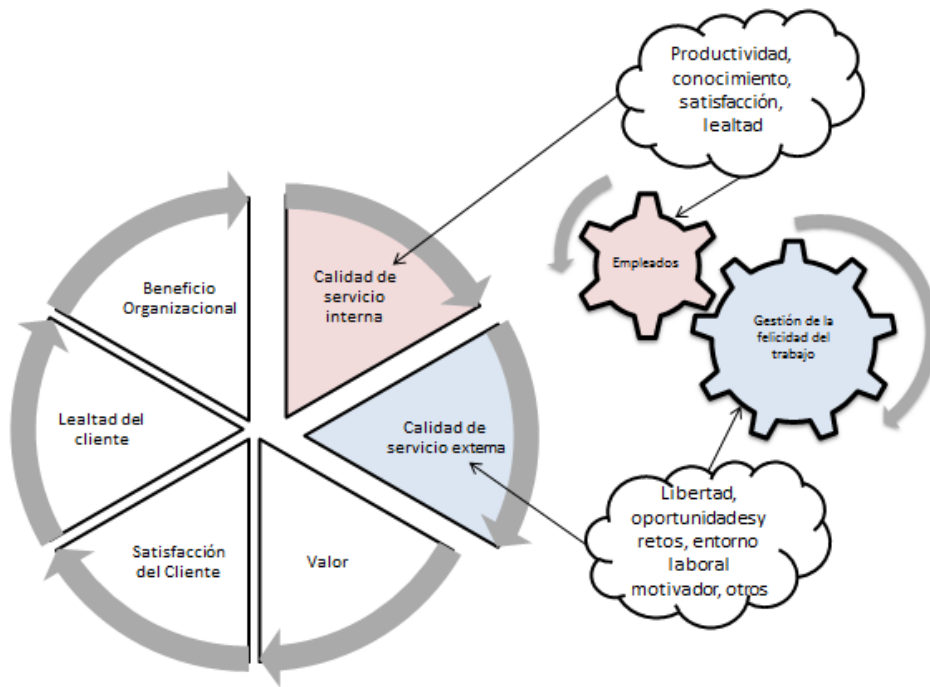 Productividad,
conocimiento,
satisfacción,
lealtad
Empleados
Gestión de la
felicidad del
trabajo
Beneficio
Organizacional
Calidad de
servicio
interna
Lealtad del
cliente
Calidad de
servicio externa
Satisfacción
del Cliente
Valor
Libertad,
oportunidadesy
retos, entorno
laboral
motivador, otros